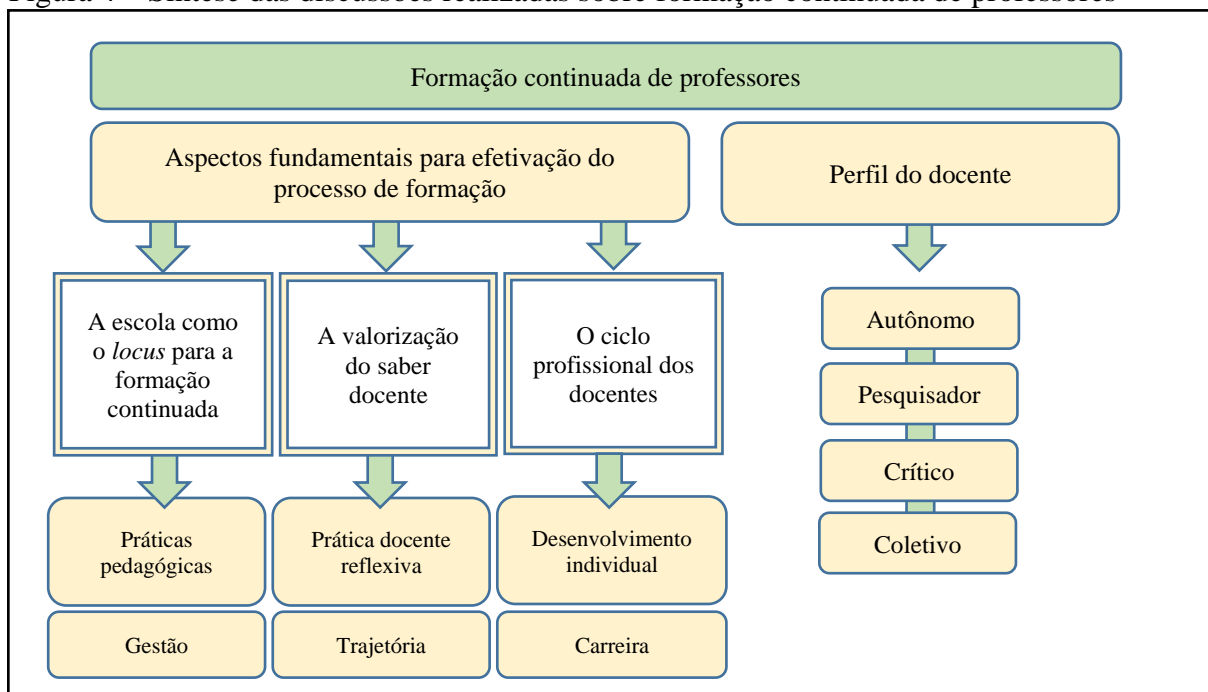 Formação continuada de professores
Aspectos fundamentais para efetivação do
processo de formação
Perfil do docente
A escola como
o locus para a
formação
continuada
A valorização
do saber
docente
O ciclo
profissional dos
docentes
Autônomo
Pesquisador
Crítico
Coletivo
Práticas
pedagógicas
Prática docente
reflexiva
Desenvolvimento
individual
Gestão
Trajetória
Carreira